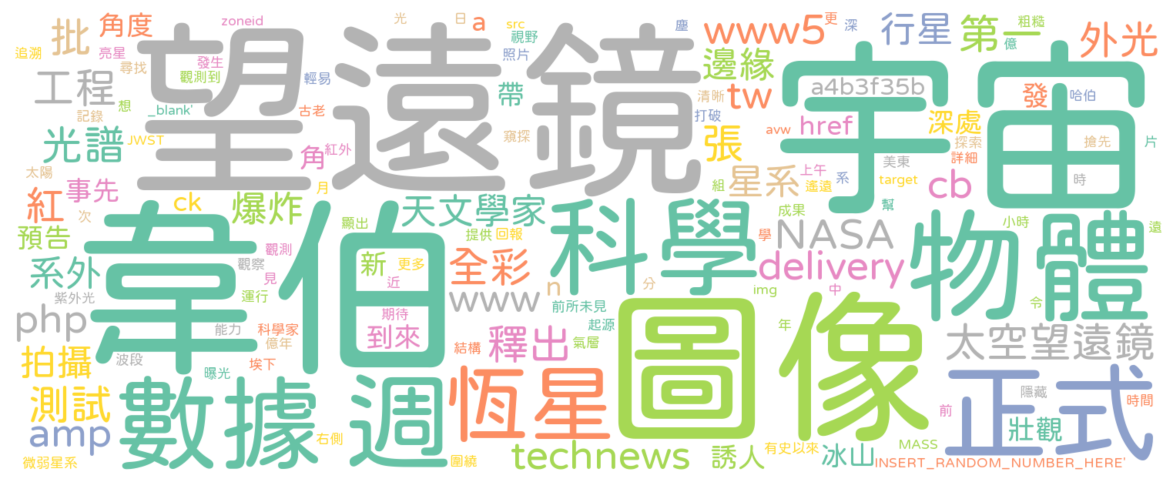 望遠鏡
宇宙
韋伯
圖像
科學
物體
數據
週
恆星
正式
www5
行星
第一
外光
批
角度
zoneid
光
日
a
src
視野
塵
更
深
粗糙
億
追溯
亮星
發生
觀測到
尋找
輕易
照片
邊緣
工程
想
_blank'
古老
帶
清晰
打破
tw
a4b3f35b
發
哈伯
記錄
JWST
光譜
角
紅外
窺探
張
avw
href
深處
探索
詳細
搶先
片
太陽
事先
月
組
星系
上午
遙遠
系
美東
target
幫
cb
時
紅
次
ck
爆炸
顯出
天文學家
成果
小時
遠
預告
觀測
提供
回報
學
NASA
系外
觀察
見
新
更多
全彩
delivery
紫外光
運行
近
www
n
分
img
中
php
能力
科學家
億年
期待
到來
前所未見
起源
年
令
太空望遠鏡
拍攝
波段
曝光
埃下
結構
釋出
氣層
測試
隱藏
時間
前
壯觀
amp
右側
圍繞
technews
誘人
有史以來
冰山
MASS
微弱星系
INSERT_RANDOM_NUMBER_HERE'